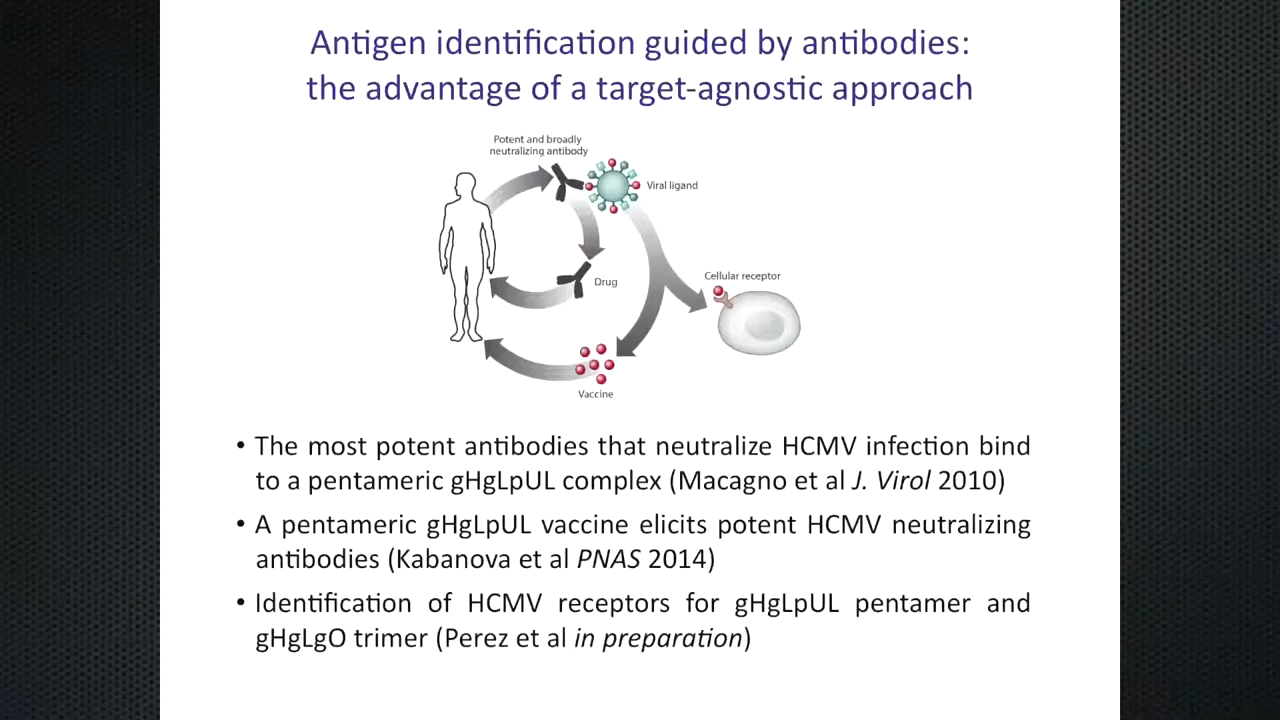 Antigen identification guided by antibodies:
the advantage of a target-agnostic approach
Potent and broadly
neutralizing antibody
Viral ligand
Cellular receptor
Drug
Vaccine
• The most potent antibodies that neutralize HCMV infection bind
to a pentameric gHgLpUL complex (Macagno et al J. Virol 2010)
• A pentameric gHgLpUL vaccine elicits potent HCMV neutralizing
antibodies (Kabanova et al PNAS 2014)
• Identification of HCMV receptors for gHgLpUL pentamer and
gHgLgO trimer (Perez et al in preparation)